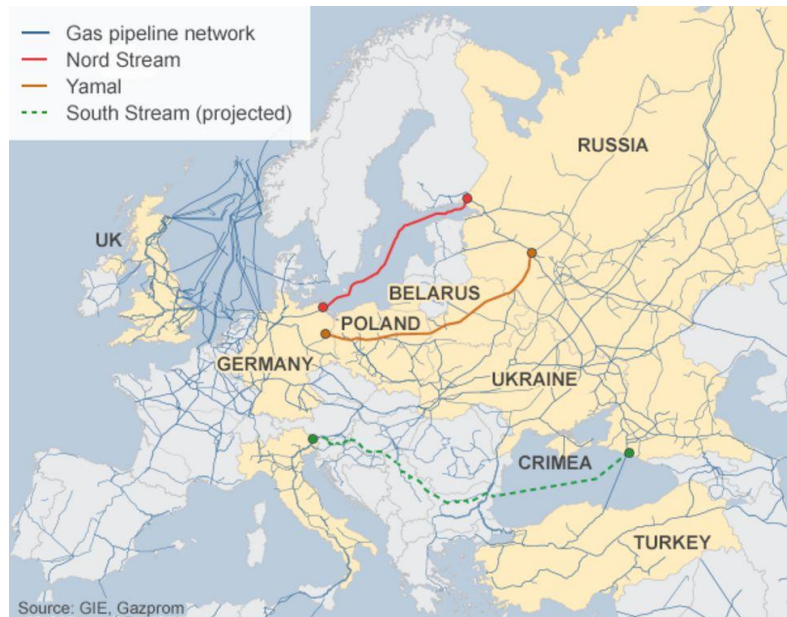 Gas pipeline network
Nord Stream
Yamal
South Stream (projected)
RUSSIA
UK
BELARUS
POLAND
GERMANY
UKRAINE
CRIMEA
TURKEY
Source: GIE, Gazprom